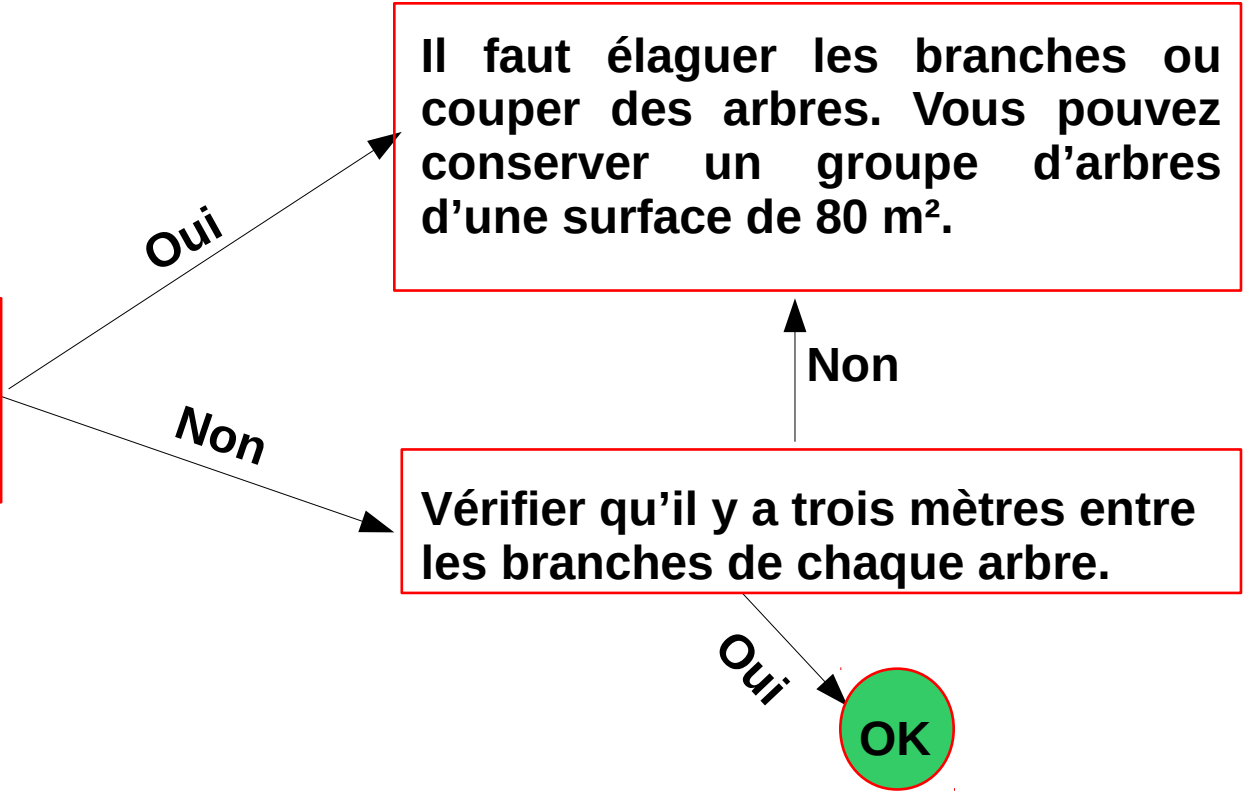 Il faut élaguer les branches ou
couper des arbres. Vous pouvez
conserver un groupe d’arbres
d’une surface de 80 m².
Oui
Non
Non
Vérifier qu’il y a trois mètres entre
les branches de chaque arbre.
Oui
OK